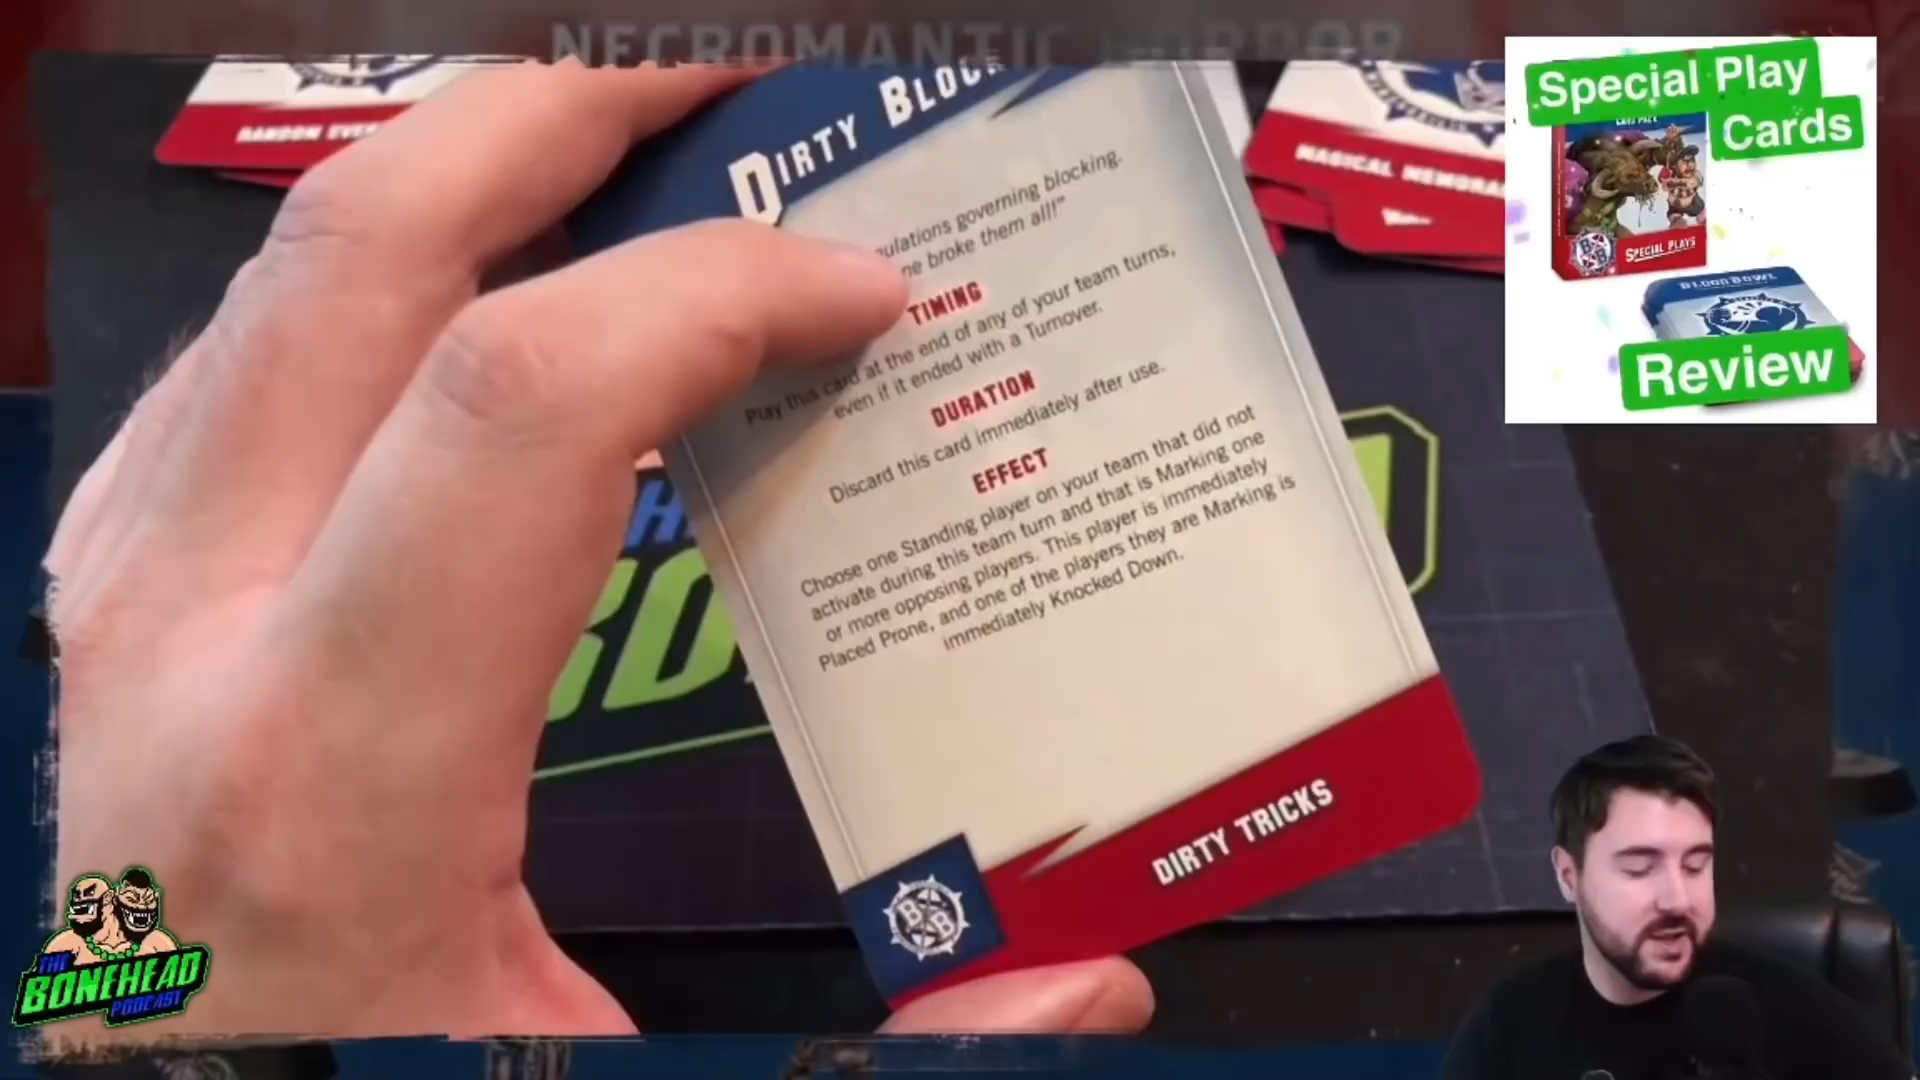 NECROMANTIC HORROR
RANDOM
DIRTY BLOCK
ulations governing blocking.
ne broke them all!"
TIMING
Play this card at the end of any of your team turns,
even if it ended with a Turnover.
DURATION
Discard this card immediately after use.
EFFECT
Choose one Standing player on your team that did not
activate during this team turn and that is Marking one
or more opposing players. This player is immediately
Placed Prone, and one of the players they are Marking is
immediately Knocked Down.
DIRTY TRICKS
BB
MAGICAL
Special Play
Cards
SPECIAL PLAYS
BLOOD BOWL
Review
THE
BONEHEAD
PODCAST